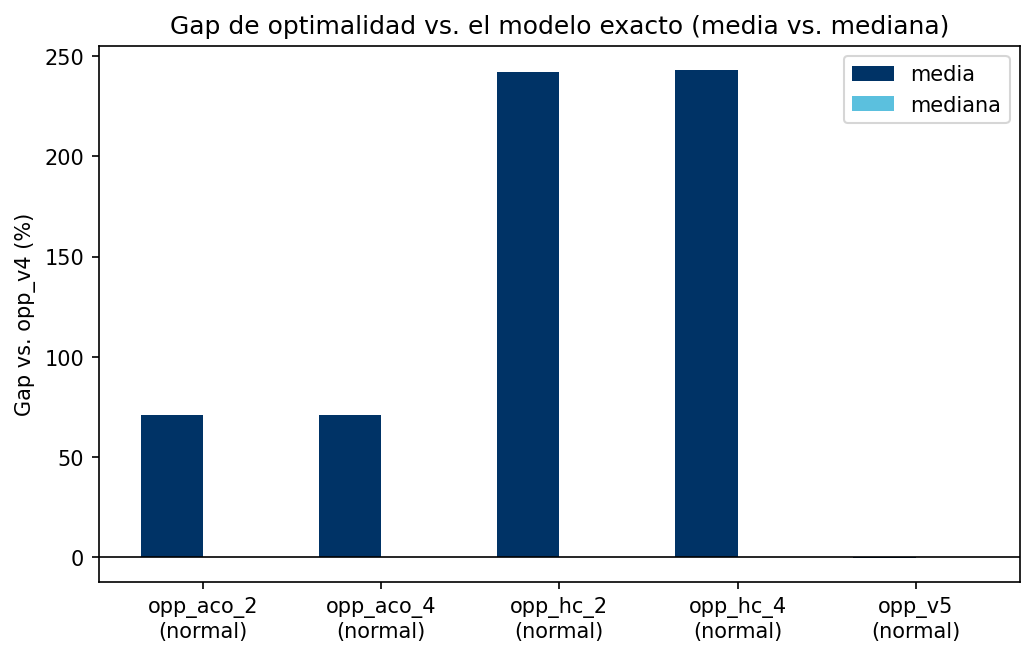 Gap de optimalidad vs. el modelo exacto (media vs. mediana)
media
mediana
Gap vs. opp_v4 (%)
250
200
150
100
50
0
opp_aco_2
(normal)
opp_aco_4
(normal)
opp_hc_2
(normal)
opp_hc_4
(normal)
opp_v5
(normal)